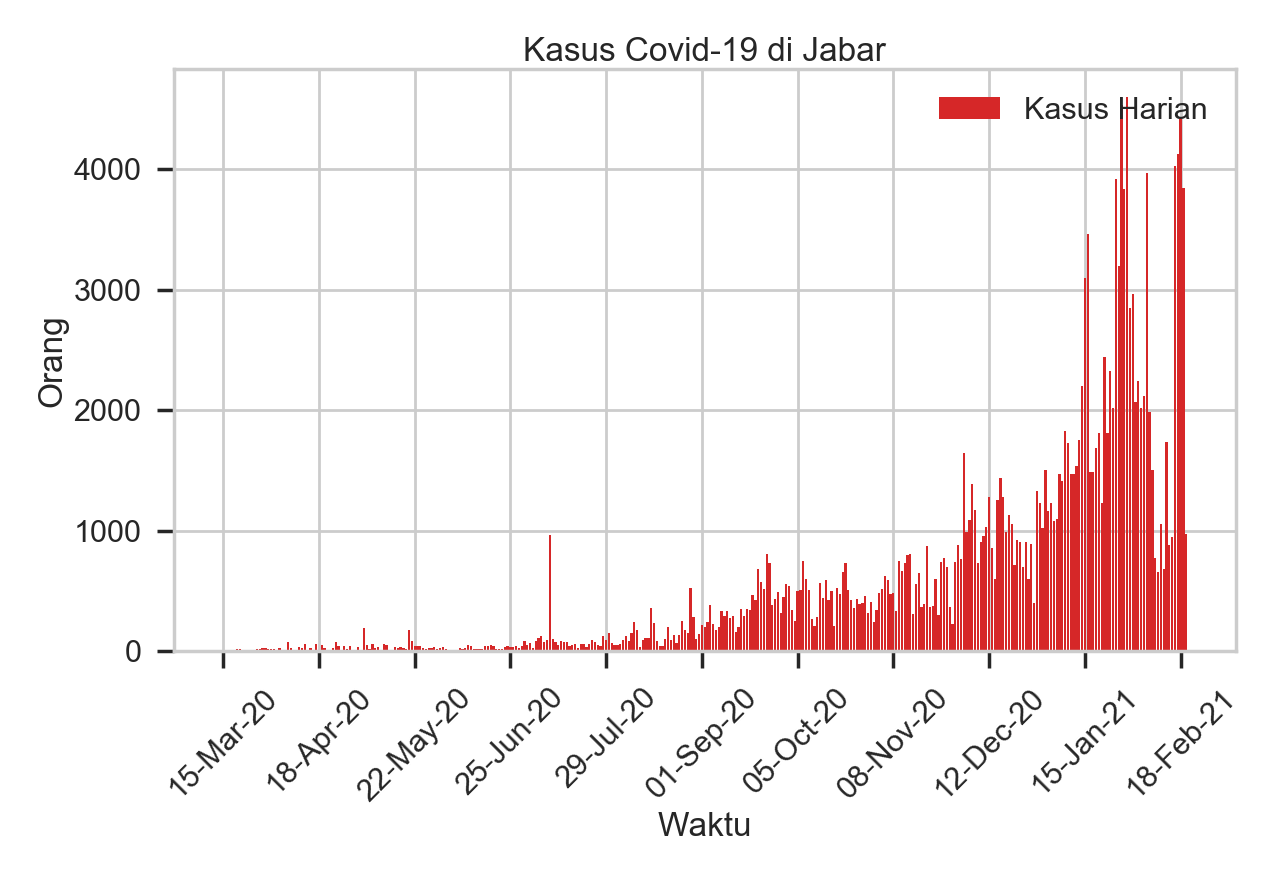 Kasus Covid-19 di Jabar
Kasus Harian
Orang
4000
3000
2000
1000
0
15-Mar-20
18-Apr-20
22-May-20
25-Jun-20
29-Jul-20
01-Sep-20
05-Oct-20
08-Nov-20
12-Dec-20
15-Jan-21
18-Feb-21
Waktu